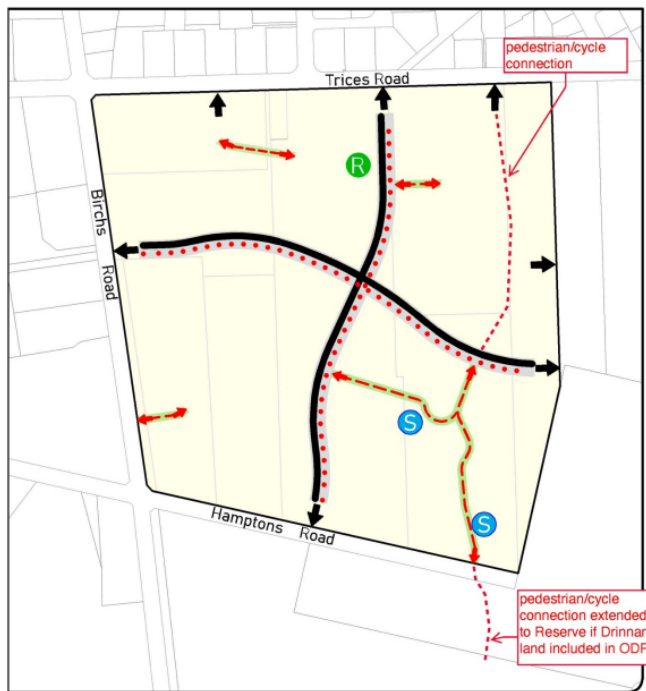 pedestrian/cycle
connection
Trices Road
R
Birchs
Road
S
S
Hamptons Road
pedestrian/cycle
connection extended
to Reserve if Drinnan
land included in ODP